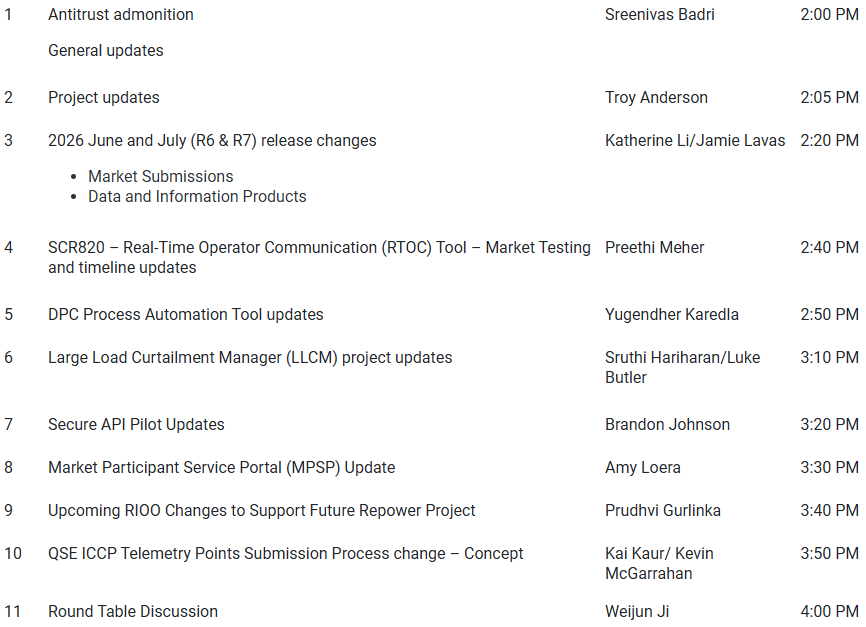 1 Antitrust admonition Sreenivas Badri 2:00 PM
General updates
2 Project updates Troy Anderson 2:05 PM
3 2026 June and July (R6 & R7) release changes Katherine Li/Jamie Lavas 2:20 PM
• Market Submissions
• Data and Information Products
4 SCR820 – Real-Time Operator Communication (RTOC) Tool – Market Testing Preethi Meher 2:40 PM
and timeline updates
5 DPC Process Automation Tool updates Yugendher Karedla 2:50 PM
6 Large Load Curtailment Manager (LLCM) project updates Sruthi Hariharan/Luke 3:10 PM
Butler
7 Secure API Pilot Updates Brandon Johnson 3:20 PM
8 Market Participant Service Portal (MPSP) Update Amy Loera 3:30 PM
9 Upcoming RIOO Changes to Support Future Repower Project Prudhvi Gurlinka 3:40 PM
10 QSE ICCP Telemetry Points Submission Process change – Concept Kai Kaur/ Kevin 3:50 PM
McGarrahan
11 Round Table Discussion Weijun Ji 4:00 PM